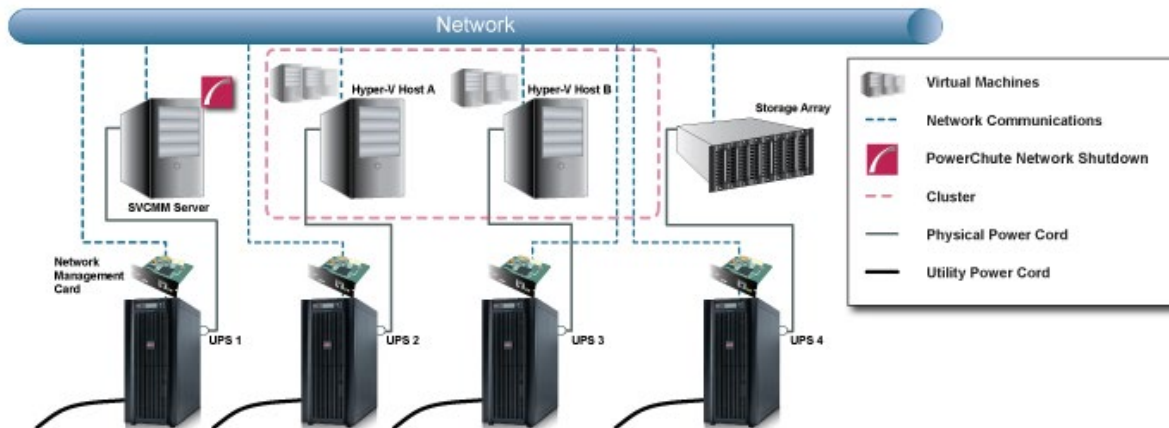 Network
Hyper-V Host A
Hyper-V Host B
Storage Array
SVCMM Server
Network
Management
Card
UPS 1
UPS 2
UPS 3
UPS 4
Virtual Machines
Network Communications
PowerChute Network Shutdown
Cluster
Physical Power Cord
Utility Power Cord